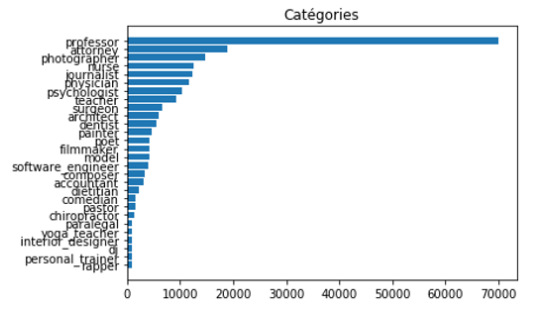 Catégories
professor
attorney
photographer
nurse
journalist
physician
psychologist
teacher
surgeon
architect
dentist
painter
poet
filmmaker
model
software_engineer
composer
accountant
dietitian
comedian
pastor
chiropractor
paralegal
yoga_teacher
interior_designer
dj
personal_trainer
rapper
0 10000 20000 30000 40000 50000 60000 70000